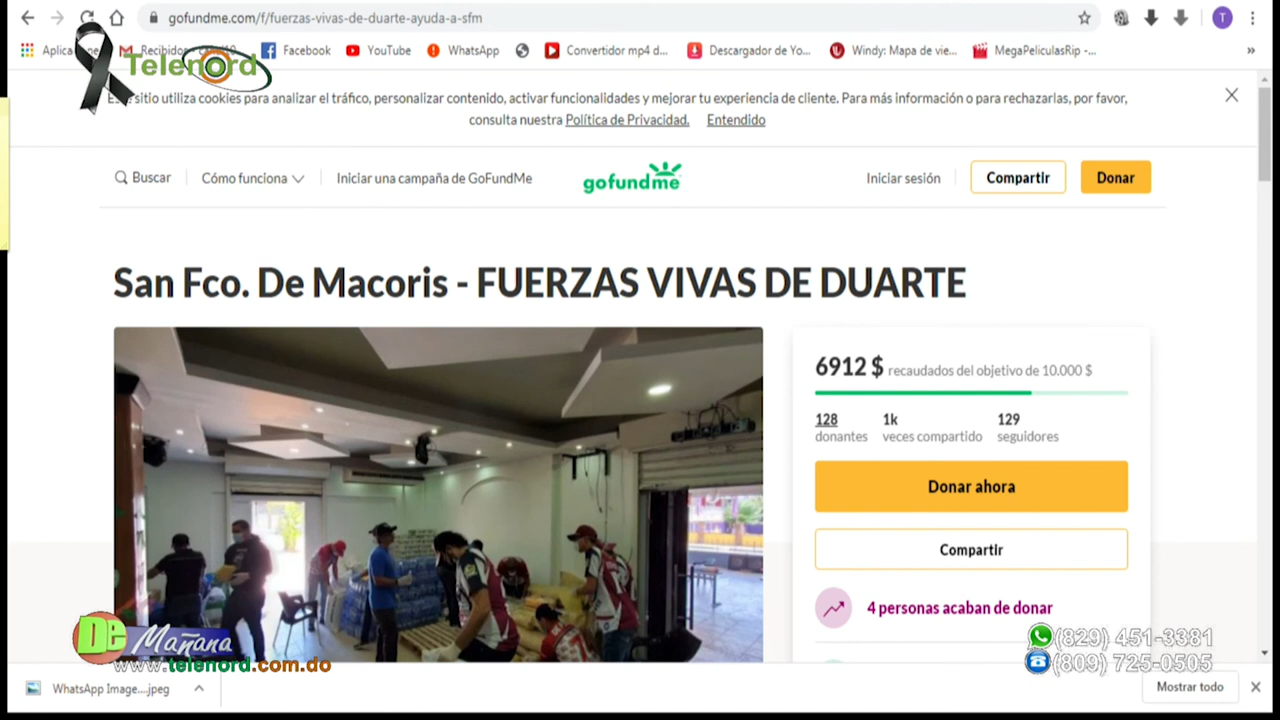 gofundme.com/f/fuerzas-vivas-de-duarte-ayuda-a-sfm
T
Facebook
YouTube
WhatsApp
Convertidor mp4 d...
Descargador de Yo...
Windy: Mapa de vie...
MegaPeliculasRip -...
»
Telenord
sitio utiliza cookies para analizar el tráfico, personalizar contenido, activar funcionalidades y mejorar tu experiencia de cliente. Para más información o para rechazarlas, por favor,
consulta nuestra Política de Privacidad. Entendido
Buscar
Cómo funciona
Iniciar una campaña de GoFundMe
gofundme
Iniciar sesión
Compartir
Donar
San Fco. De Macoris - FUERZAS VIVAS DE DUARTE
6912 $ recaudados del objetivo de 10.000 $
128 donantes
1k veces compartido
129 seguidores
Donar ahora
Compartir
4 personas acaban de donar
De Mañana
www.telenord.com.do
(829) 451-3381
(809) 725-0505
WhatsApp Image....jpeg
Mostrar todo